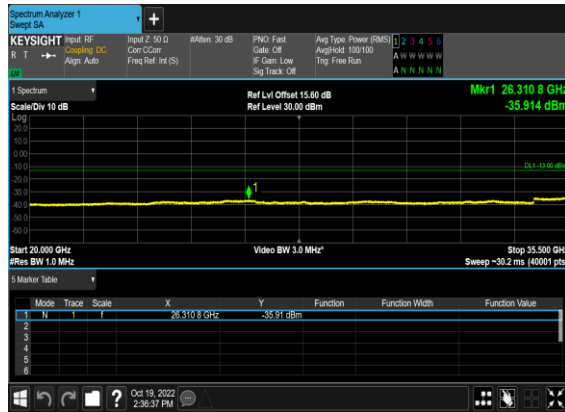 Spectrum Analyzer 1
Swept SA
+
KEYSIGHT Input: RF Input Z: 50 Ω #Atten: 30 dB PNO: Fast Avg Type: Power (RMS) 1 2 3 4 5 6
R T Coupling: DC Corr CCorr Gate: Off Avg|Hold: 100/100 A W W W W W
Align: Auto Freq Ref: Int (S) IF Gain: Low Trig: Free Run
Sig Track: Off A N N N N N
1 Spectrum Ref Lvl Offset 15.60 dB Mkr1 26.310 8 GHz
Scale/Div 10 dB Ref Level 30.00 dBm -35.914 dBm
Log
20.0
10.0
0.00
-10.0
DL1 -13.00 dBm
-20.0
-30.0
1
-40.0
-50.0
-60.0
Start 20.000 GHz Video BW 3.0 MHz* Stop 35.500 GHz
#Res BW 1.0 MHz Sweep ~30.2 ms (40001 pts)
5 Marker Table
Mode Trace Scale X Y Function Function Width Function Value
1 N 1 f 26.310 8 GHz -35.91 dBm
2
3
4
5
6
? Oct 19, 2022
2:36:37 PM